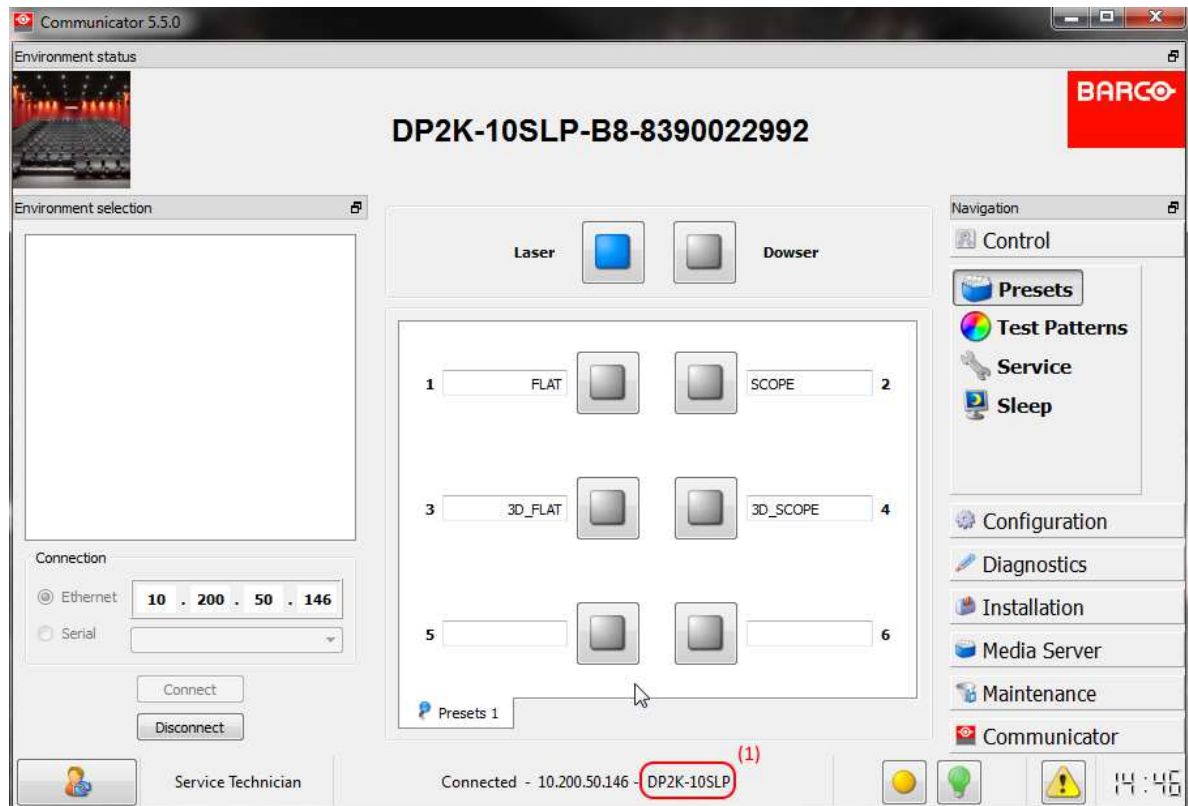 Communicator 5.5.0
Environment status
BARCO
DP2K-10SLP-B8-8390022992
Environment selection
Navigation
Laser
Dowser
Control
Presets
Test Patterns
Service
Sleep
1 FLAT SCOPE 2
3 3D_FLAT 3D_SCOPE 4
5 6
Presets 1
Configuration
Diagnostics
Installation
Media Server
Maintenance
Communicator
Connection
Ethernet 10 . 200 . 50 . 146
Serial
Connect
Disconnect
(1)
Service Technician
Connected - 10.200.50.146 - DP2K-10SLP
14:46